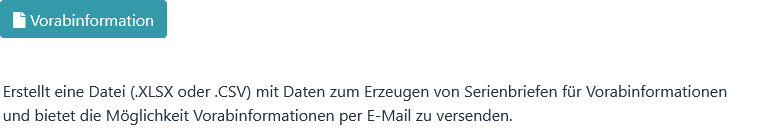 Vorabinformation
Erstellt eine Datei (.XLSX oder .CSV) mit Daten zum Erzeugen von Serienbriefen für Vorabinformationen
und bietet die Möglichkeit Vorabinformationen per E-Mail zu versenden.